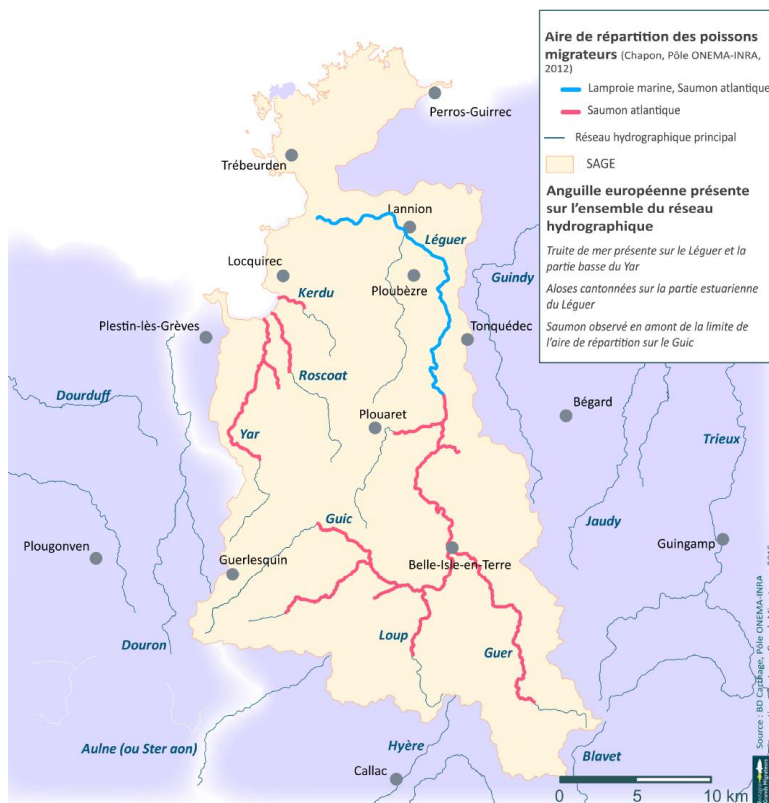 Aire de répartition des poissons
migrateurs (Chapon, Pôle ONEMA-INRA,
2012)
Lamproie marine, Saumon atlantique
Saumon atlantique
Réseau hydrographique principal
SAGE
Anguille européenne présente
sur l'ensemble du réseau
hydrographique
Truite de mer présente sur le Léguer et la
partie basse du Yar
Aloses cantonnées sur la partie estuarienne
du Léguer
Saumon observé en amont de la limite de
l'aire de répartition sur le Guic
Perros-Guirrec
Trébeurden
Lannion
Léguer
Locquirec
Kerdu
Ploubèzre
Guindy
Plestin-lès-Grèves
Tonquédec
Roscoat
Dourduff
Bégard
Plouaret
Yar
Trieux
Guic
Jaudy
Plougonven
Guerlesquin
Belle-Isle-en-Terre
Guingamp
Douron
Loup
Guer
Aulne (ou Ster aon)
Hyère
Blavet
Callac
0 5 10 km
Source : BD Carthage, Pôle ONEMA-INRA